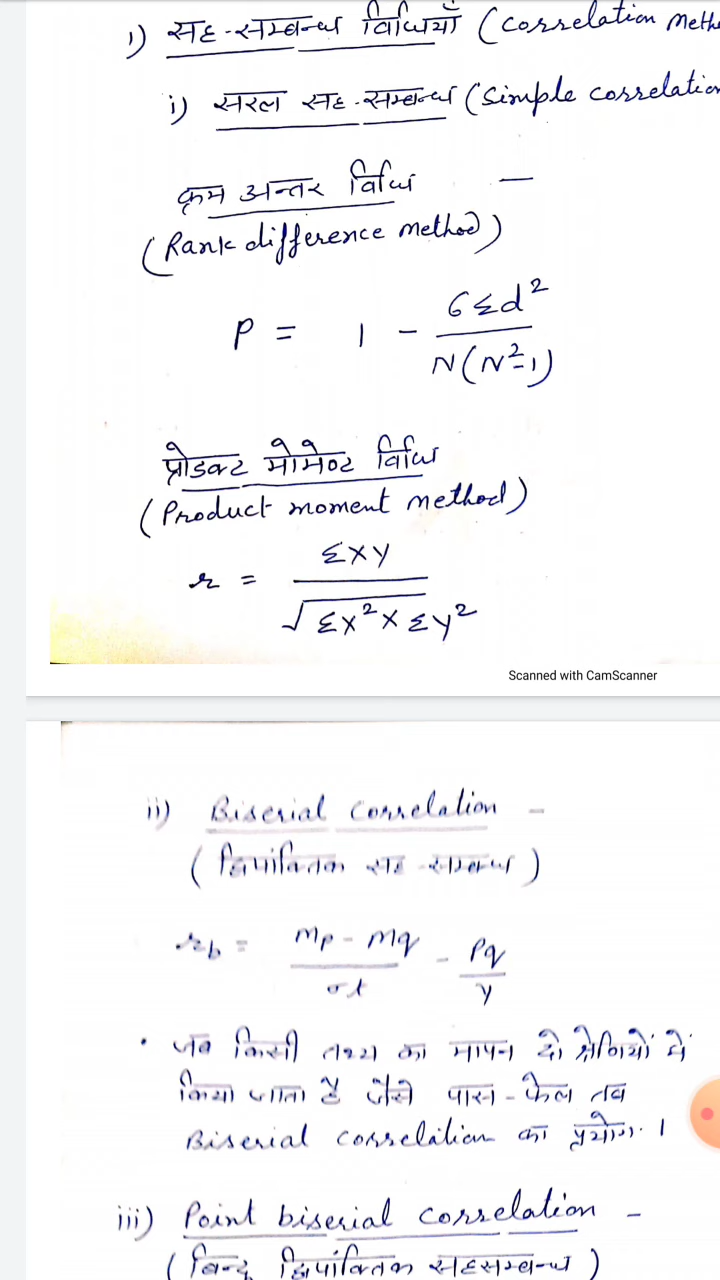 1) सह-सम्बन्ध विधियाँ (Correlation Meth
i) सरल सह-सम्बन्ध (Simple correlation
क्रम अन्तर विधि —
(Rank difference method)
P = 1 - 6Σd² / N(N²-1)
प्रोडक्ट मोमेण्ट विधि
(Product moment method)
r = Σxy / √Σx² × Σy²
Scanned with CamScanner
ii) Biserial Correlation -
(द्विपांक्तिक सह सम्बन्ध)
r_b = Mp - Mq / σt - Pq / y
• जब किसी तथ्य का मापन दो श्रेणियों में
किया जाता है जैसे पास-फेल तब
Biserial correlation का प्रयोग.।
iii) Point biserial correlation -
(बिन्दु द्विपांक्तिक सहसम्बन्ध)